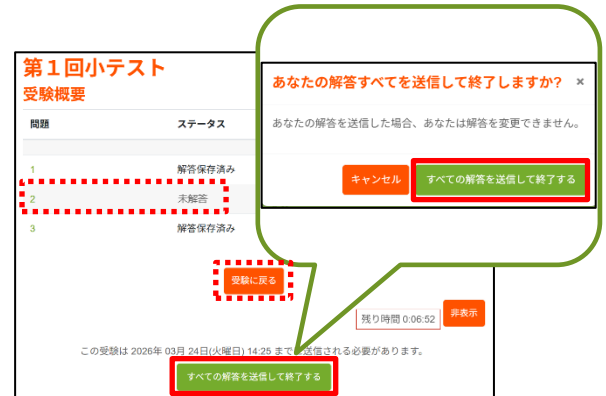 第１回小テスト
受験概要
問題 ステータス
1 解答保存済み
2 未解答
3 解答保存済み
受験に戻る
残り時間 0:06:52 非表示
この受験は 2026年 03月 24日(火曜日) 14:25 まで 送信される必要があります。
すべての解答を送信して終了する
あなたの解答すべてを送信して終了しますか? ×
あなたの解答を送信した場合、あなたは解答を変更できません。
キャンセル すべての解答を送信して終了する